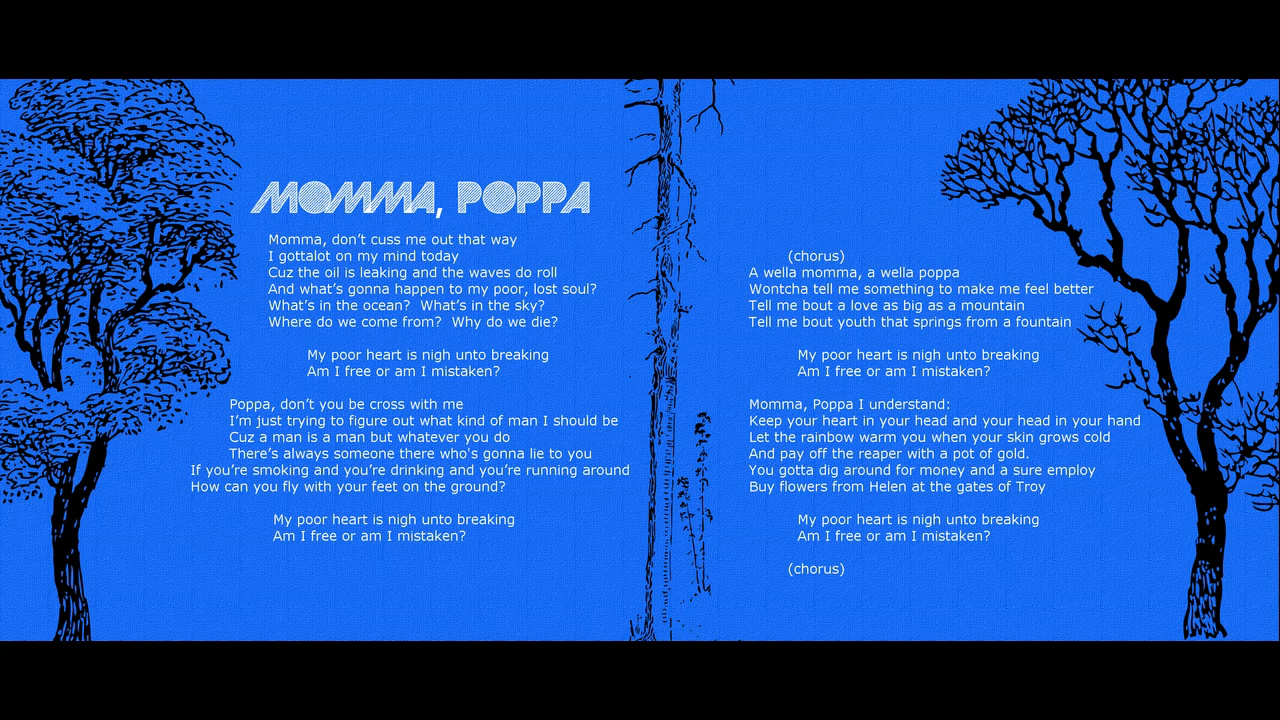 MOMMA, POPPA
Momma, don't cuss me out that way
I gottalot on my mind today
Cuz the oil is leaking and the waves do roll
And what's gonna happen to my poor, lost soul?
What's in the ocean?  What's in the sky?
Where do we come from?  Why do we die?
My poor heart is nigh unto breaking
Am I free or am I mistaken?
Poppa, don't you be cross with me
I'm just trying to figure out what kind of man I should be
Cuz a man is a man but whatever you do
There's always someone there who's gonna lie to you
If you're smoking and you're drinking and you're running around
How can you fly with your feet on the ground?
My poor heart is nigh unto breaking
Am I free or am I mistaken?
(chorus)
A wella momma, a wella poppa
Wontcha tell me something to make me feel better
Tell me bout a love as big as a mountain
Tell me bout youth that springs from a fountain
My poor heart is nigh unto breaking
Am I free or am I mistaken?
Momma, Poppa I understand:
Keep your heart in your head and your head in your hand
Let the rainbow warm you when your skin grows cold
And pay off the reaper with a pot of gold.
You gotta dig around for money and a sure employ
Buy flowers from Helen at the gates of Troy
My poor heart is nigh unto breaking
Am I free or am I mistaken?
(chorus)